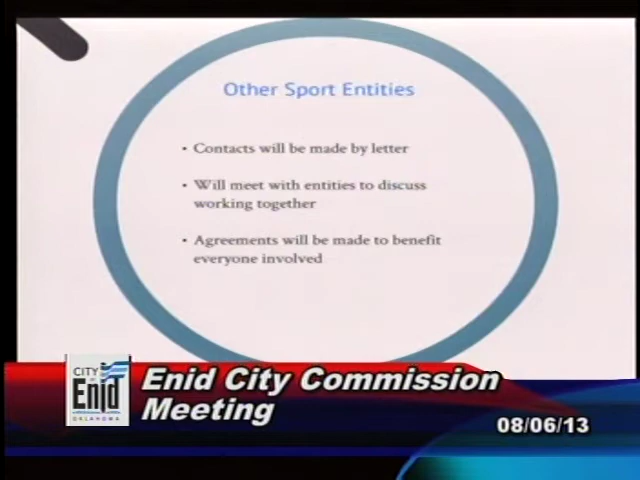 Other Sport Entities
• Contacts will be made by letter
• Will meet with entities to discuss
working together
• Agreements will be made to benefit
everyone involved
CITY
OF
Enid
OKLAHOMA
Enid City Commission
Meeting
08/06/13